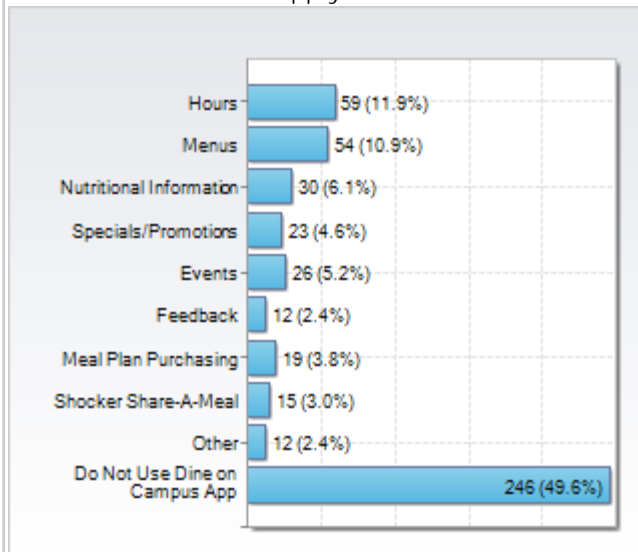 Hours 59 (11.9%)
Menus 54 (10.9%)
Nutritional Information 30 (6.1%)
Specials/Promotions 23 (4.6%)
Events 26 (5.2%)
Feedback 12 (2.4%)
Meal Plan Purchasing 19 (3.8%)
Shocker Share-A-Meal 15 (3.0%)
Other 12 (2.4%)
Do Not Use Dine on
Campus App 246 (49.6%)